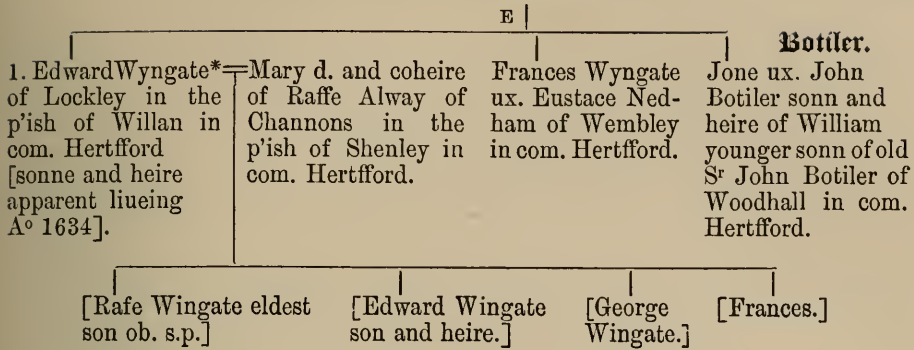 E
Botiler.
1. Edward Wyngate*
of Lockley in the
p'ish of Willan in
com. Hertfford
[sonne and heire
apparent liueing
Aº 1634].
Mary d. and coheire
of Raffe Alway of
Channons in the
p'ish of Shenley in
com. Hertfford.
Frances Wyngate
ux. Eustace Ned-
ham of Wembley
in com. Hertfford.
Jone ux. John
Botiler sonn and
heire of William
younger sonn of old
Sʳ John Botiler of
Woodhall in com.
Hertfford.
[Rafe Wingate eldest
son ob. s.p.]
[Edward Wingate
son and heire.]
[George
Wingate.]
[Frances.]